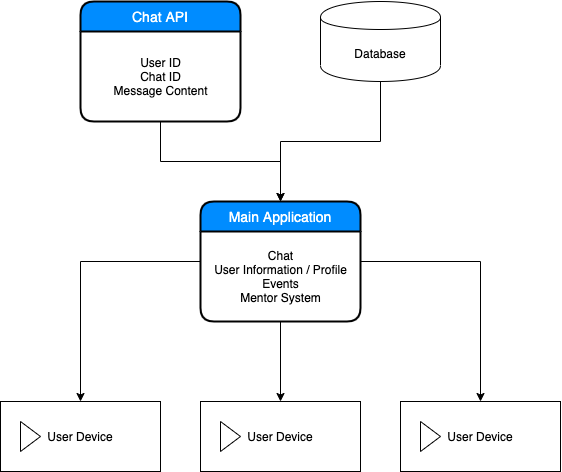 Chat API
User ID
Chat ID
Message Content
Database
Main Application
Chat
User Information / Profile
Events
Mentor System
User Device
User Device
User Device